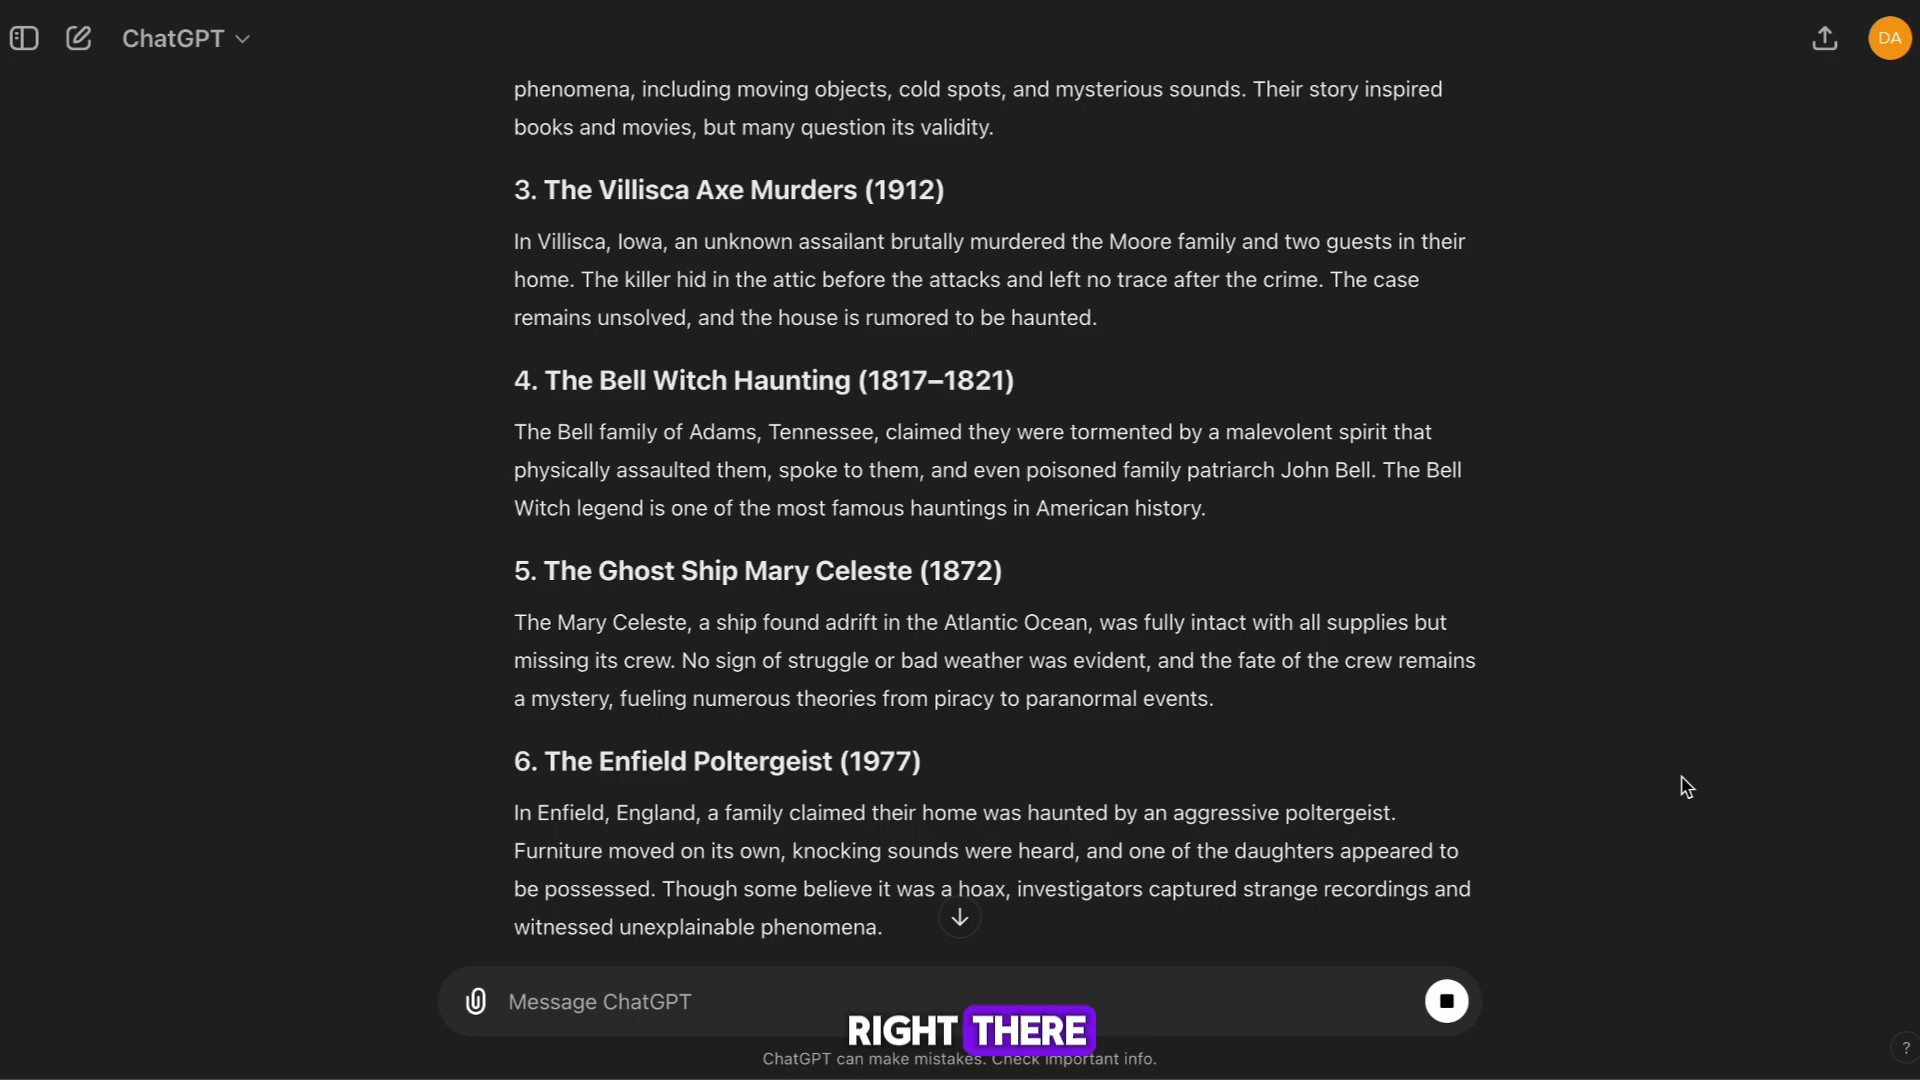 ChatGPT
DA
phenomena, including moving objects, cold spots, and mysterious sounds. Their story inspired
books and movies, but many question its validity.
3. The Villisca Axe Murders (1912)
In Villisca, Iowa, an unknown assailant brutally murdered the Moore family and two guests in their
home. The killer hid in the attic before the attacks and left no trace after the crime. The case
remains unsolved, and the house is rumored to be haunted.
4. The Bell Witch Haunting (1817–1821)
The Bell family of Adams, Tennessee, claimed they were tormented by a malevolent spirit that
physically assaulted them, spoke to them, and even poisoned family patriarch John Bell. The Bell
Witch legend is one of the most famous hauntings in American history.
5. The Ghost Ship Mary Celeste (1872)
The Mary Celeste, a ship found adrift in the Atlantic Ocean, was fully intact with all supplies but
missing its crew. No sign of struggle or bad weather was evident, and the fate of the crew remains
a mystery, fueling numerous theories from piracy to paranormal events.
6. The Enfield Poltergeist (1977)
In Enfield, England, a family claimed their home was haunted by an aggressive poltergeist.
Furniture moved on its own, knocking sounds were heard, and one of the daughters appeared to
be possessed. Though some believe it was a hoax, investigators captured strange recordings and
witnessed unexplainable phenomena.
Message ChatGPT
RIGHT THERE
ChatGPT can make mistakes. Check important info.
?